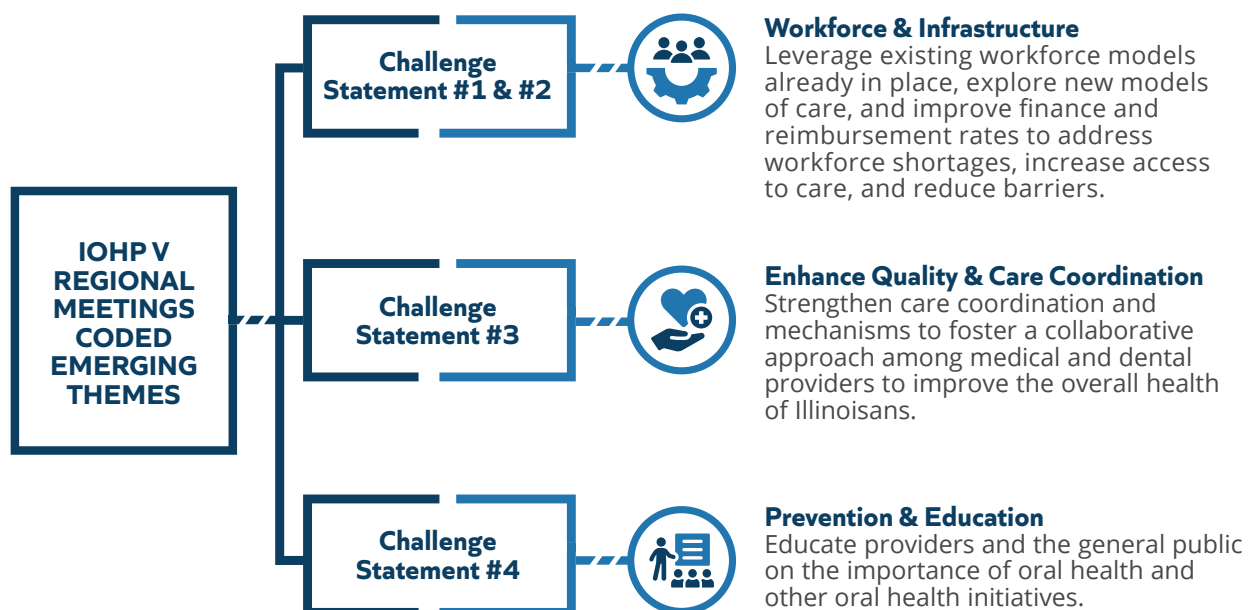 IOHP V
REGIONAL
MEETINGS
CODED
EMERGING
THEMES
Challenge
Statement #1 & #2
Workforce & Infrastructure
Leverage existing workforce models
already in place, explore new models
of care, and improve finance and
reimbursement rates to address
workforce shortages, increase access
to care, and reduce barriers.
Challenge
Statement #3
Enhance Quality & Care Coordination
Strengthen care coordination and
mechanisms to foster a collaborative
approach among medical and dental
providers to improve the overall health
of Illinoisans.
Challenge
Statement #4
Prevention & Education
Educate providers and the general public
on the importance of oral health and
other oral health initiatives.